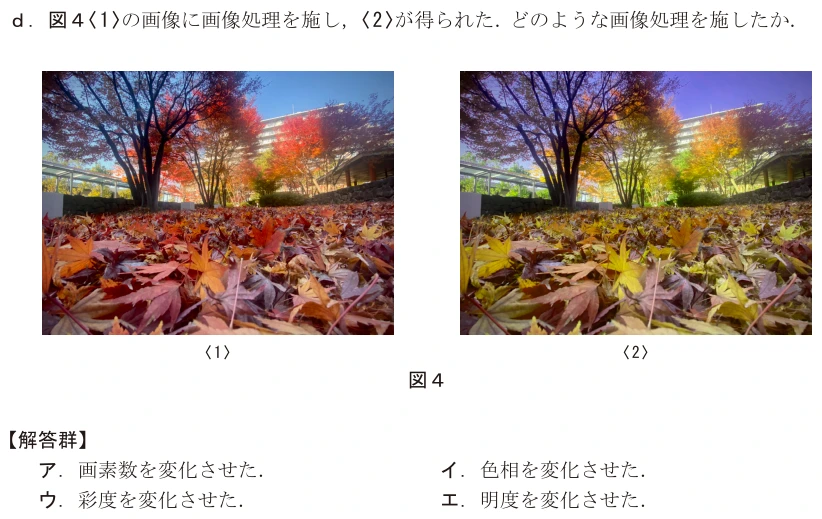 d．図4〈1〉の画像に画像処理を施し，〈2〉が得られた．どのような画像処理を施したか．
〈1〉
〈2〉
図4
【解答群】
ア．画素数を変化させた．
イ．色相を変化させた．
ウ．彩度を変化させた．
エ．明度を変化させた．